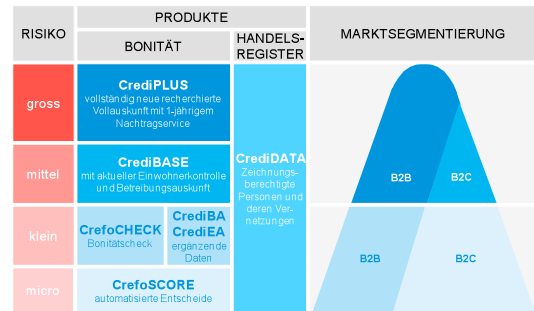 RISIKO
PRODUKTE
BONITÄT
HANDELS-
REGISTER
MARKTSEGMENTIERUNG
gross
CrediPLUS
vollständig neue recherchierte
Vollauskunft mit 1-jährigem
Nachtragservice
mittel
CrediBASE
mit aktueller Einwohnerkontrolle
und Betreibungsauskunft
CrediDATA
Zeichnungs-
berechtigte
Personen und
deren Ver-
netzungen
B2B
B2C
klein
CrefoCHECK
Bonitätscheck
CrediBA
CrediEA
ergänzende
Daten
B2B
B2C
micro
CrefoSCORE
automatisierte Entscheide